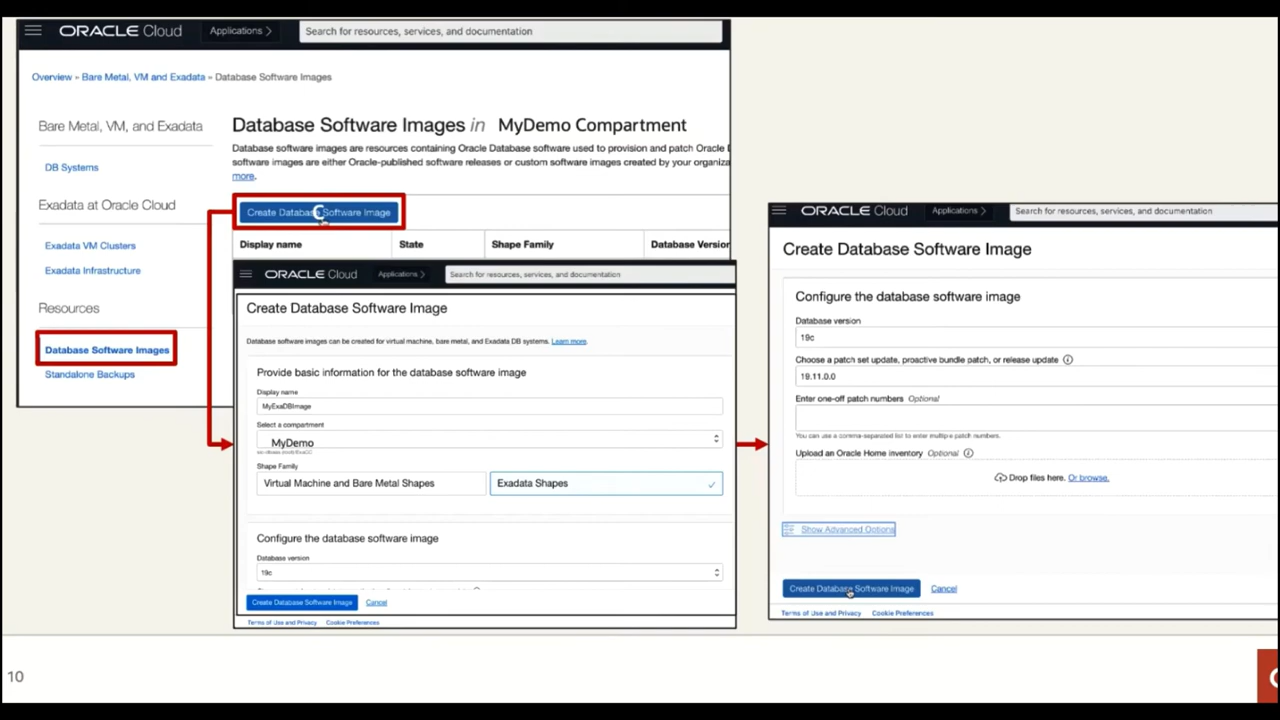 ORACLE Cloud
Applications >
Search for resources, services, and documentation
Overview » Bare Metal, VM and Exadata » Database Software Images
Bare Metal, VM, and Exadata
DB Systems
Exadata at Oracle Cloud
Exadata VM Clusters
Exadata Infrastructure
Resources
Database Software Images
Standalone Backups
Database Software Images in MyDemo Compartment
Database software images are resources containing Oracle Database software used to provision and patch Oracle D
software images are either Oracle-published software releases or custom software images created by your organiza
more.
Create Database Software Image
Display name State Shape Family Database Version
ORACLE Cloud
Applications >
Search for resources, services, and documentation
Create Database Software Image
Database software images can be created for virtual machine, bare metal, and Exadata DB systems. Learn more.
Provide basic information for the database software image
Display name
MyExaDBImage
Select a compartment
MyDemo
Shape Family
Virtual Machine and Bare Metal Shapes
Exadata Shapes
Configure the database software image
Database version
19c
Create Database Software Image Cancel
Terms of Use and Privacy Cookie Preferences
ORACLE Cloud
Applications >
Search for resources, services, and documentation
Create Database Software Image
Configure the database software image
Database version
19c
Choose a patch set update, proactive bundle patch, or release update
19.11.0.0
Enter one-off patch numbers Optional
You can use a comma-separated list to enter multiple patch numbers.
Upload an Oracle Home inventory Optional
Drop files here. Or browse.
Show Advanced Options
Create Database Software Image Cancel
Terms of Use and Privacy Cookie Preferences
10